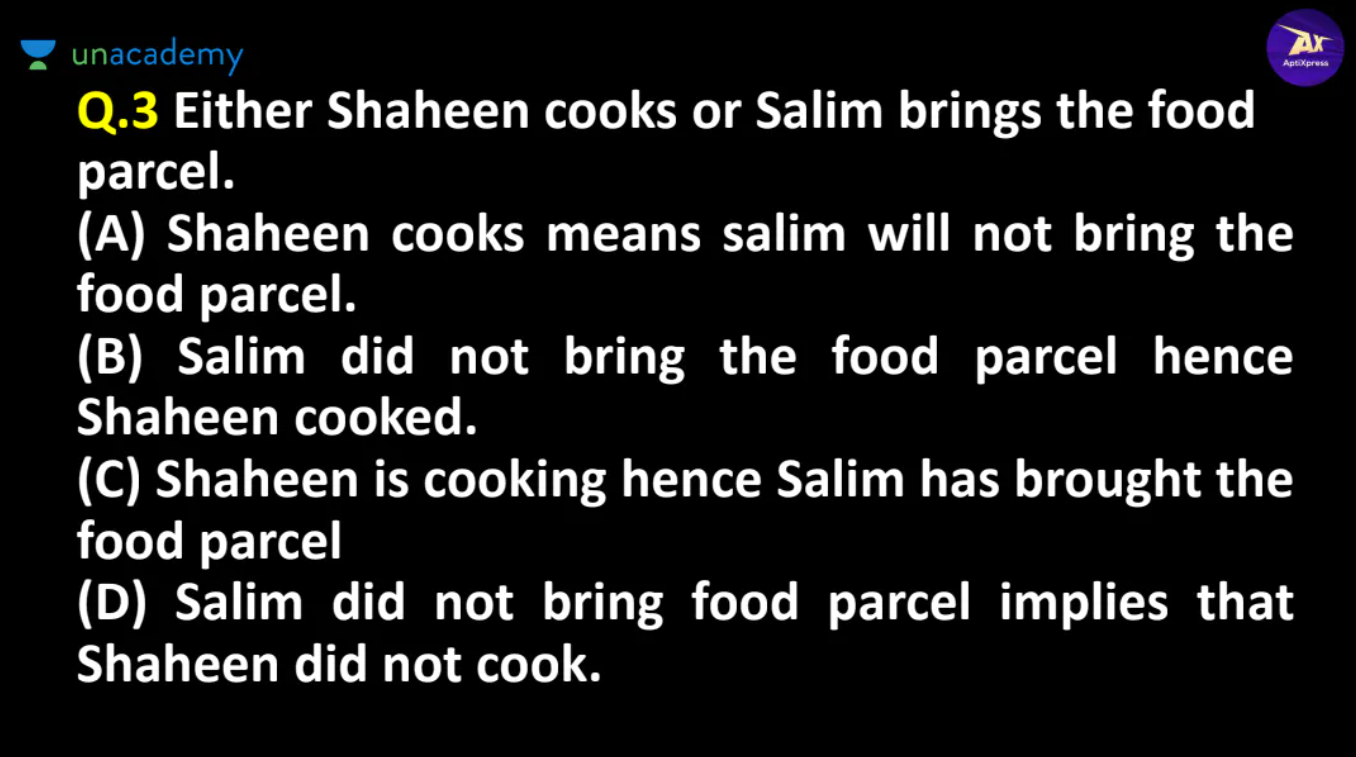 unacademy
AX
AptiXpress
Q.3 Either Shaheen cooks or Salim brings the food
parcel.
(A) Shaheen cooks means salim will not bring the
food parcel.
(B) Salim did not bring the food parcel hence
Shaheen cooked.
(C) Shaheen is cooking hence Salim has brought the
food parcel
(D) Salim did not bring food parcel implies that
Shaheen did not cook.